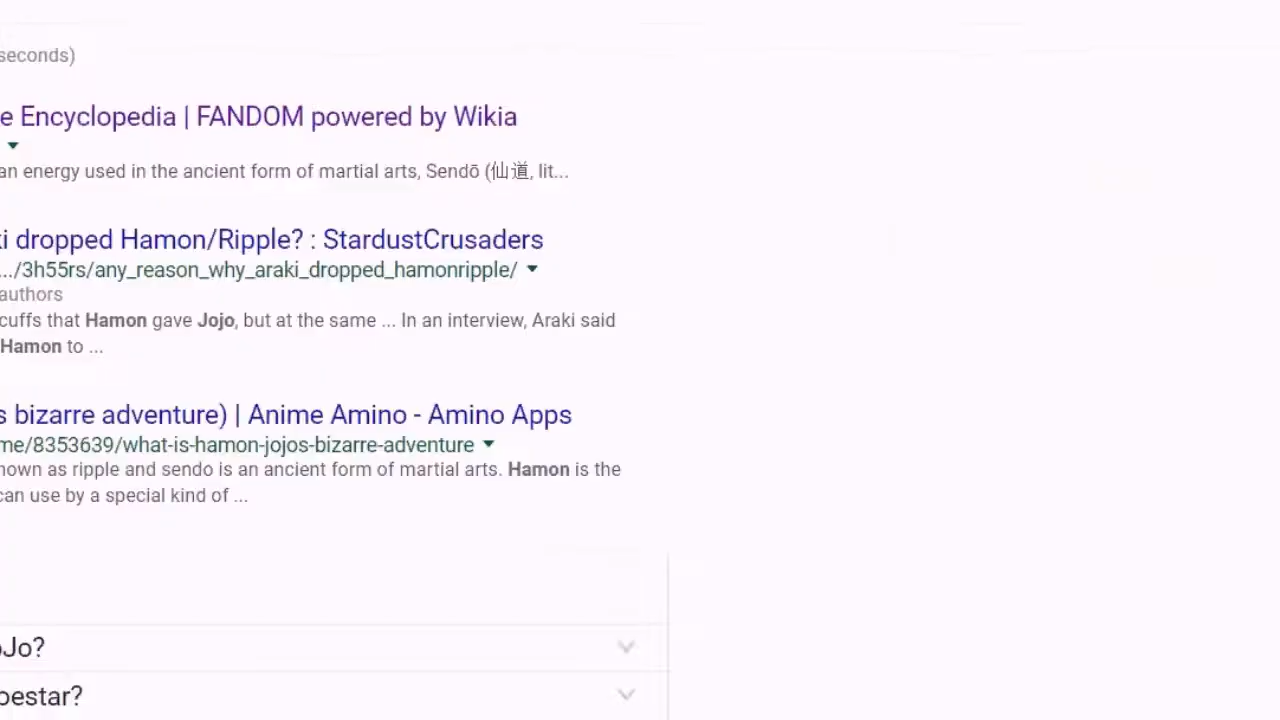 seconds)
e Encyclopedia | FANDOM powered by Wikia
an energy used in the ancient form of martial arts, Sendō (仙道, lit...
ki dropped Hamon/Ripple? : StardustCrusaders
.../3h55rs/any_reason_why_araki_dropped_hamonripple/
authors
cuffs that Hamon gave Jojo, but at the same ... In an interview, Araki said
Hamon to ...
s bizarre adventure) | Anime Amino - Amino Apps
me/8353639/what-is-hamon-jojos-bizarre-adventure
nown as ripple and sendo is an ancient form of martial arts. Hamon is the
can use by a special kind of ...
oJo?
bestar?